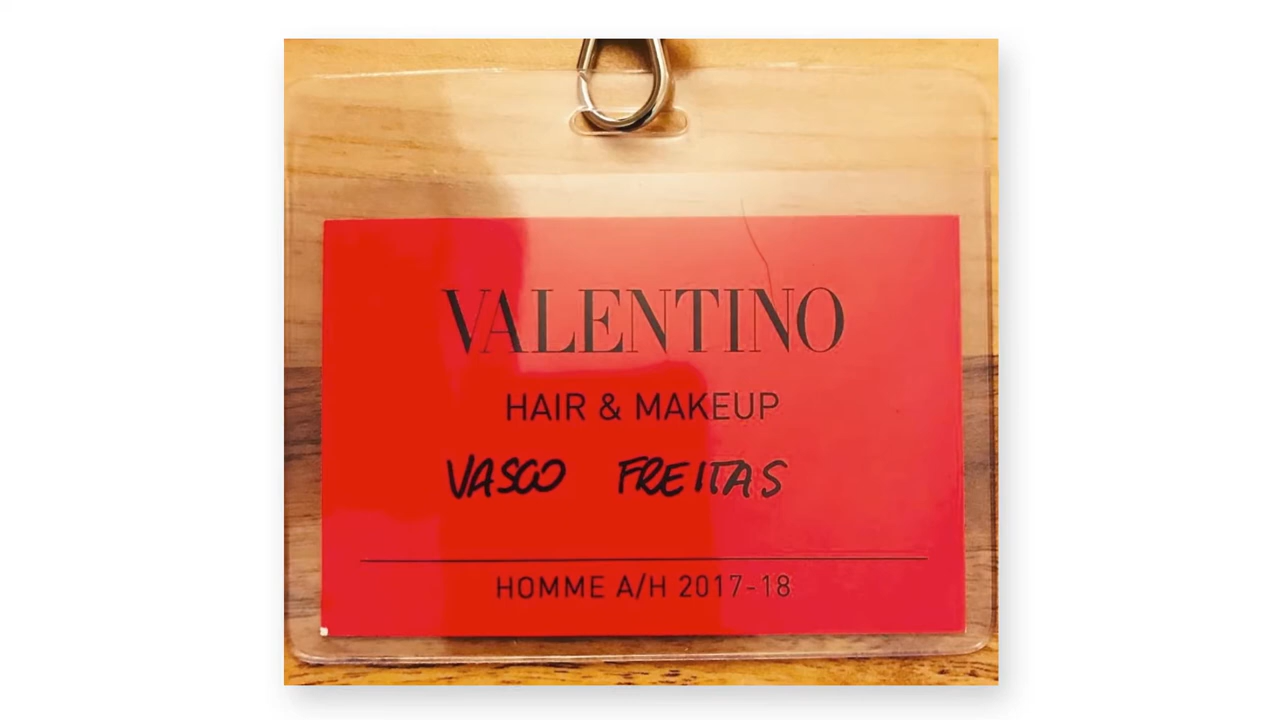 VALENTINO
HAIR & MAKEUP
VASCO FREITAS
HOMME A/H 2017-18